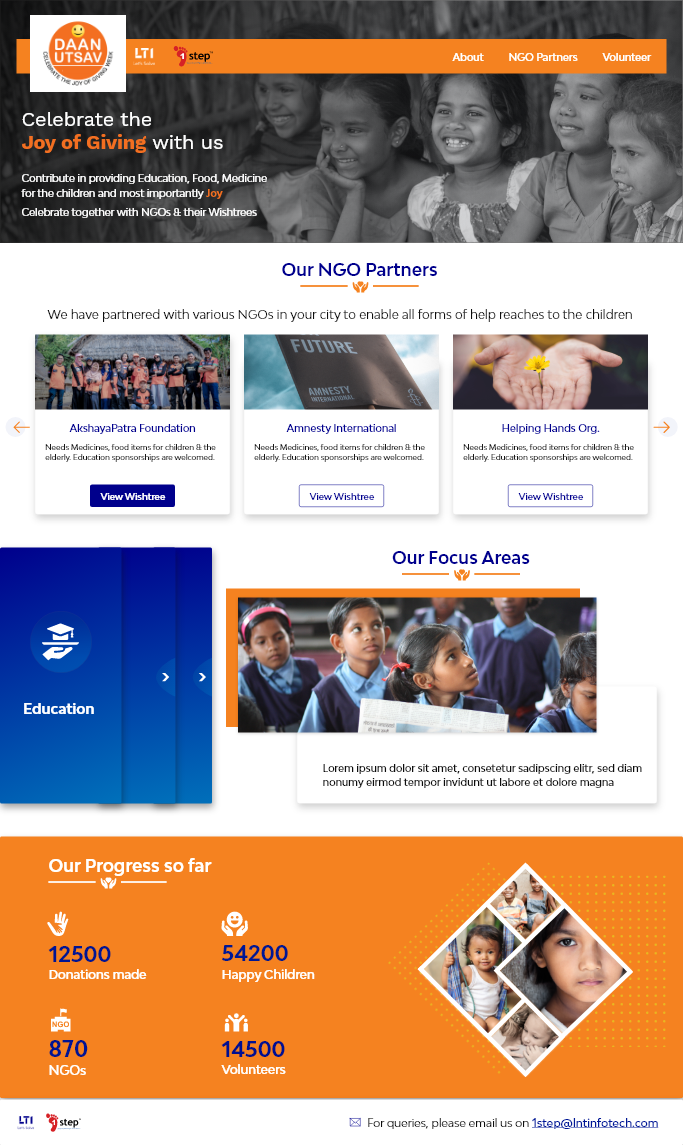 DAAN
UTSAV
CELEBRATE THE JOY OF GIVING WEEK
LTI
Let's Solve
1step
About
NGO Partners
Volunteer
Celebrate the
Joy of Giving with us
Contribute in providing Education, Food, Medicine
for the children and most importantly Joy
Celebrate together with NGOs & their Wishtrees
Our NGO Partners
We have partnered with various NGOs in your city to enable all forms of help reaches to the children
FUTURE
AMNESTY
INTERNATIONAL
AkshayaPatra Foundation
Needs Medicines, food items for children & the
elderly. Education sponsorships are welcomed.
View Wishtree
Amnesty International
Needs Medicines, food items for children & the
elderly. Education sponsorships are welcomed.
View Wishtree
Helping Hands Org.
Needs Medicines, food items for children & the
elderly. Education sponsorships are welcomed.
View Wishtree
Education
Our Focus Areas
Lorem ipsum dolor sit amet, consetetur sadipscing elitr, sed diam
nonumy eirmod tempor invidunt ut labore et dolore magna
Our Progress so far
12500
Donations made
54200
Happy Children
NGO
870
NGOs
14500
Volunteers
LTI
Let's Solve
1step
For queries, please email us on 1step@lntinfotech.com